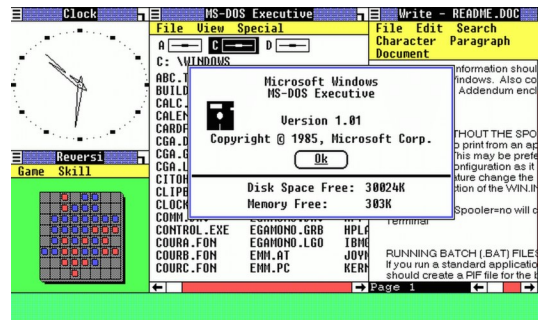 Clock
MS-DOS Executive
Write - README.DOC
File View Special
File Edit Search
Character Paragraph
Document
A C D
C: \WINDOWS
ABC.T
BUILD
CALC.
CALEN
CARDF
CGA.D
CGA.G
CGA.L
CITOH
CLIPB
CLOCK
COMM.
CONTROL.EXE EGAMONO.GRB HPLA
COURA.FON EGAMONO.LGO IBMG
COURB.FON EMM.AT JOYM
COURC.FON EMM.PC KERN
Microsoft Windows
MS-DOS Executive
Version 1.01
Copyright © 1985, Microsoft Corp.
Ok
Disk Space Free: 30024K
Memory Free: 303K
Reversi
Game Skill
nformation shoul
Windows. Also co
Addendum encl
THOUT THE SPO
o print from an ap
This may be prefe
onfiguration as it
ature change the
ction of the WIN.IN
Spooler=no will c
Terminal
RUNNING BATCH (.BAT) FILES
If you run a standard applicatio
should create a PIF file for the b
Page 1